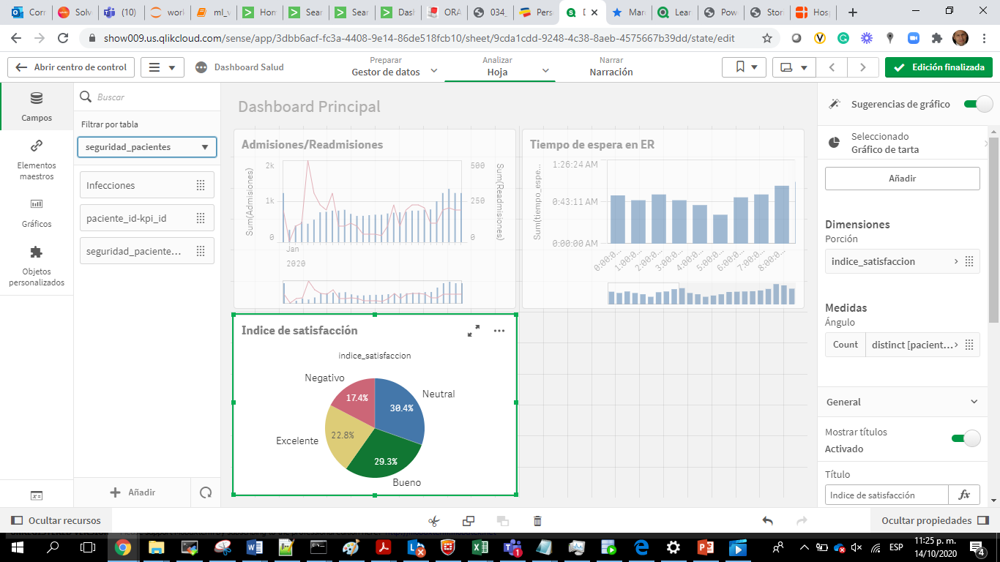 Corr
Solv
(10)
worl
ml_v
Hom
Sear
Sear
Dash
ORA
034_
Pers
D
Mar
Lear
Pow
Stor
Hosp
show009.us.qlikcloud.com/sense/app/3dbb6acf-fc3a-4408-9e14-86de518fcb10/sheet/9cda1cdd-9248-4c38-8aeb-4575667b39dd/state/edit
Abrir centro de control
Dashboard Salud
Preparar
Gestor de datos
Analizar
Hoja
Narrar
Narración
Edición finalizada
Campos
Elementos
maestros
Gráficos
Objetos
personalizados
Buscar
Filtrar por tabla
seguridad_pacientes
Infecciones
paciente_id-kpi_id
seguridad_paciente...
Añadir
Dashboard Principal
Admisiones/Readmisiones
Sum(Admisiones)
2k
1k
0
500
250
0
Sum(Readmisiones)
Jan
2020
Tiempo de espera en ER
Sum(tiempo_espe...
1:26:24 AM
0:43:11 AM
0:00:00 AM
0:00:0...
1:00:0...
2:00:0...
3:00:0...
4:00:0...
5:00:0...
6:00:0...
7:00:0...
8:00:0...
Indice de satisfacción
indice_satisfaccion
Negativo
17.4%
Neutral
30.4%
Excelente
22.8%
29.3%
Bueno
Sugerencias de gráfico
Seleccionado
Gráfico de tarta
Añadir
Dimensiones
Porción
indice_satisfaccion
Medidas
Ángulo
Count
distinct [pacient...
General
Mostrar títulos
Activado
Título
Indice de satisfacción
fx
Ocultar recursos
Ocultar propiedades
ESP
11:25 p. m.
14/10/2020
4
1